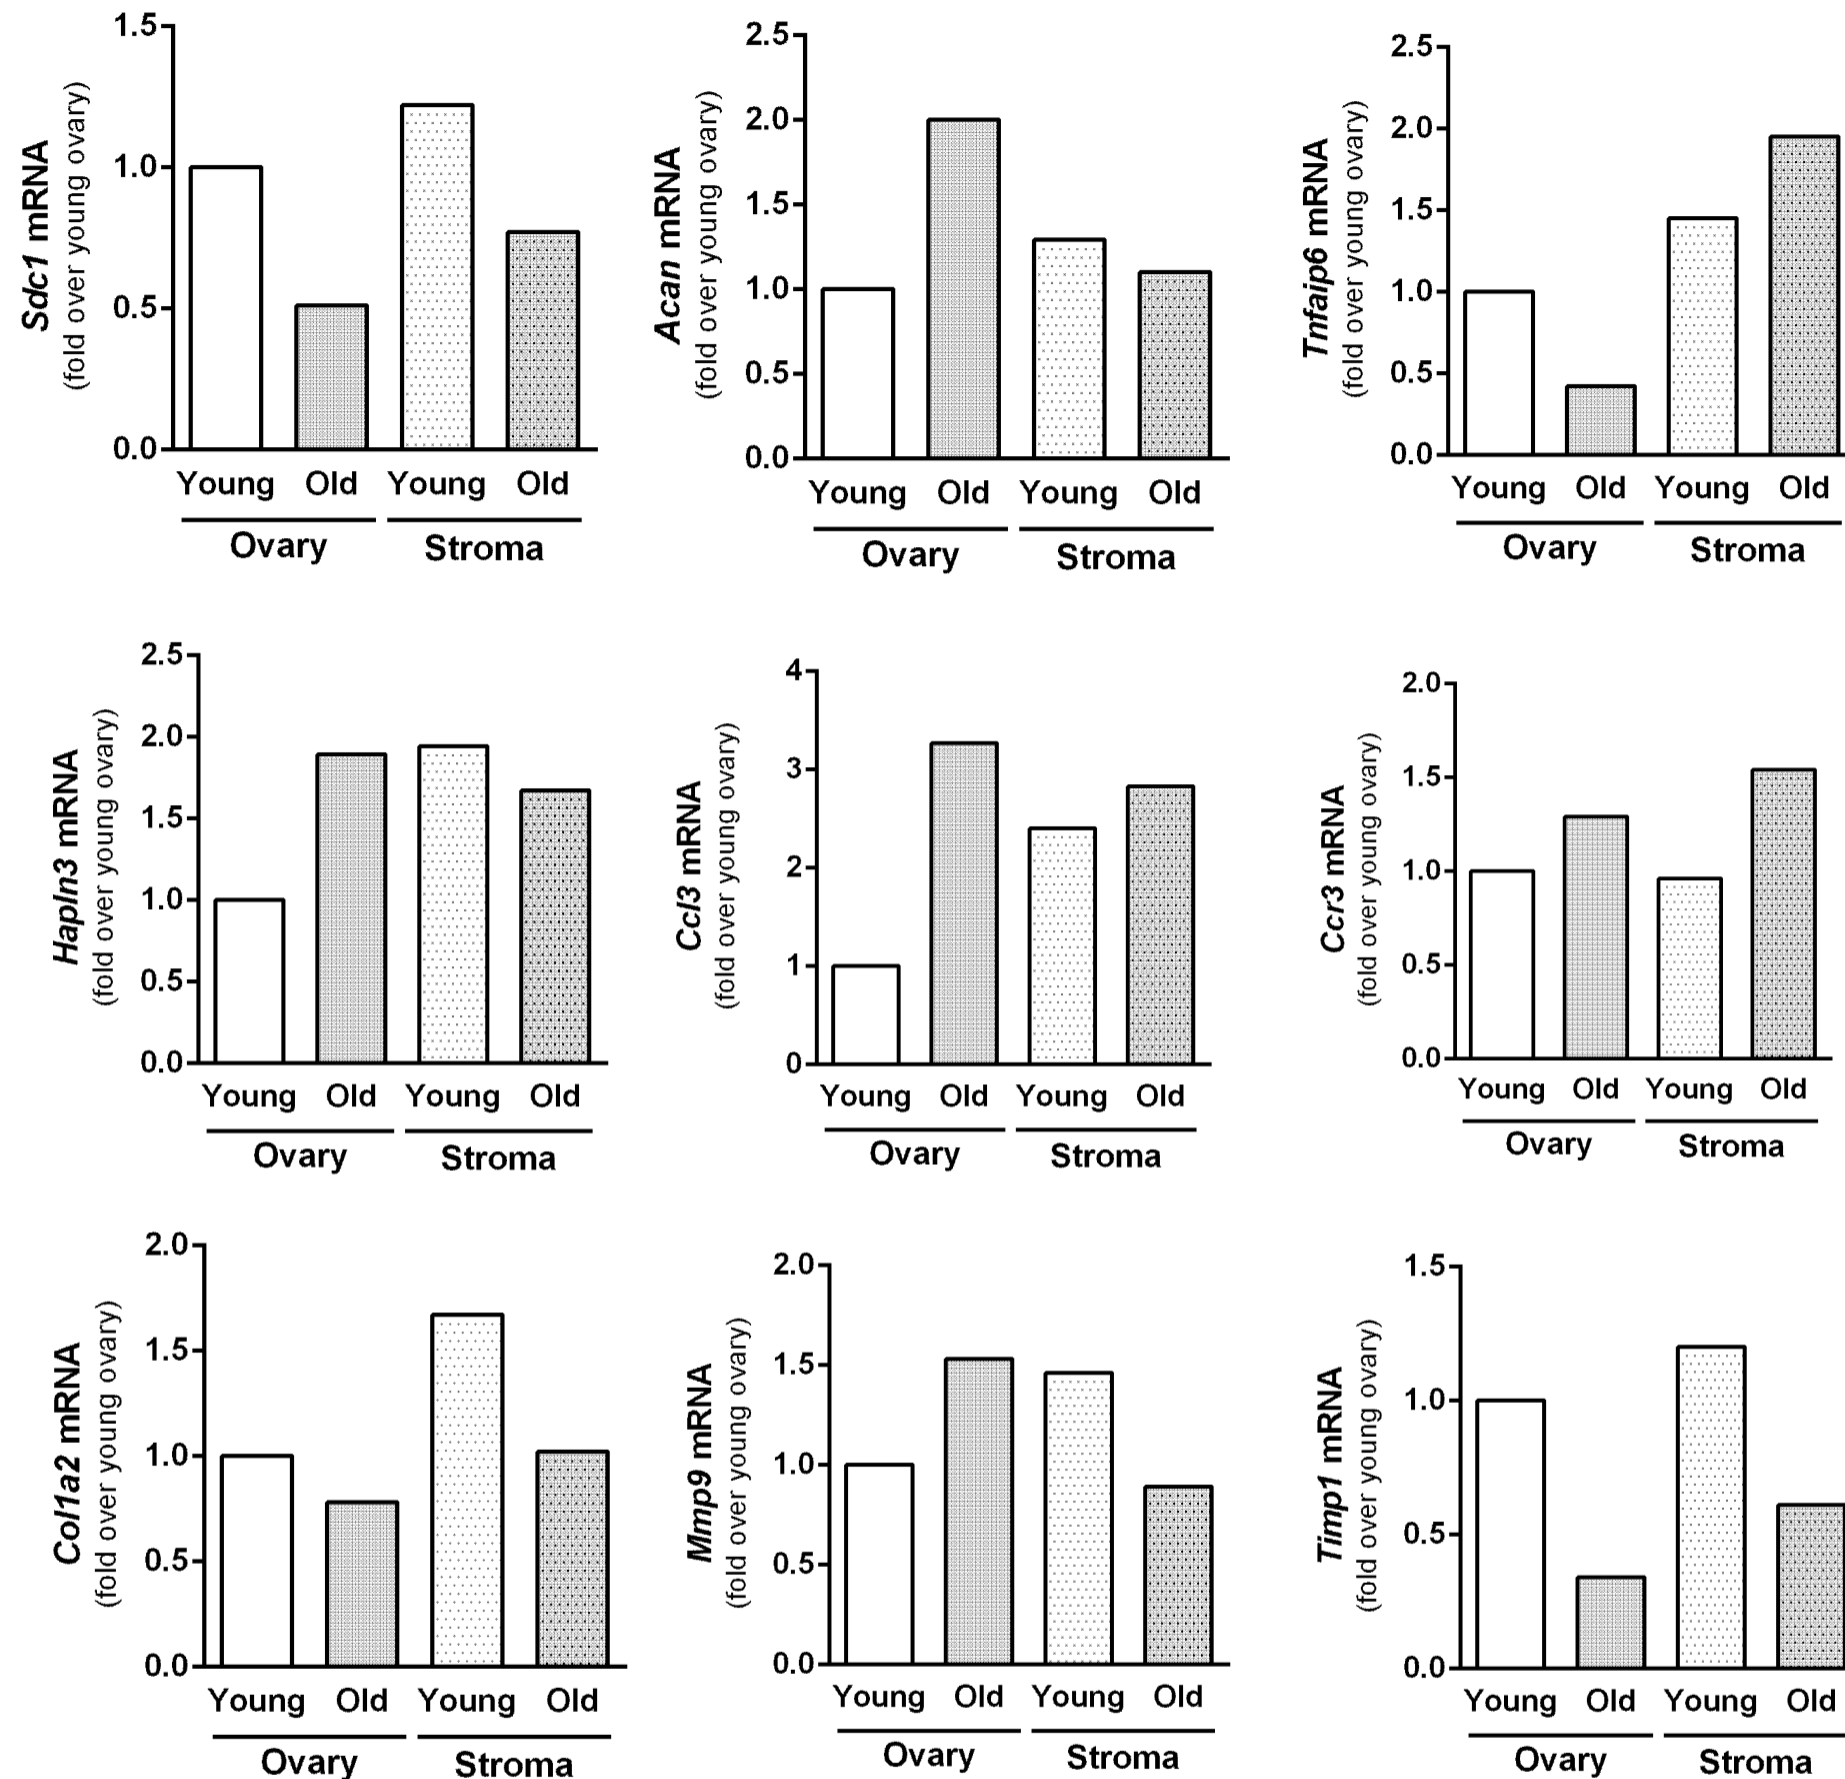 Sdc1 mRNA
(fold over young ovary)
1.5
1.0
0.5
0.0
Young Old Young Old
Ovary Stroma
Acan mRNA
(fold over young ovary)
2.5
2.0
1.5
1.0
0.5
0.0
Young Old Young Old
Ovary Stroma
Tnfaip6 mRNA
(fold over young ovary)
2.5
2.0
1.5
1.0
0.5
0.0
Young Old Young Old
Ovary Stroma
Hapln3 mRNA
(fold over young ovary)
2.5
2.0
1.5
1.0
0.5
0.0
Young Old Young Old
Ovary Stroma
Ccl3 mRNA
(fold over young ovary)
4
3
2
1
0
Young Old Young Old
Ovary Stroma
Ccr3 mRNA
(fold over young ovary)
2.0
1.5
1.0
0.5
0.0
Young Old Young Old
Ovary Stroma
Col1a2 mRNA
(fold over young ovary)
2.0
1.5
1.0
0.5
0.0
Young Old Young Old
Ovary Stroma
Mmp9 mRNA
(fold over young ovary)
2.0
1.5
1.0
0.5
0.0
Young Old Young Old
Ovary Stroma
Timp1 mRNA
(fold over young ovary)
1.5
1.0
0.5
0.0
Young Old Young Old
Ovary Stroma